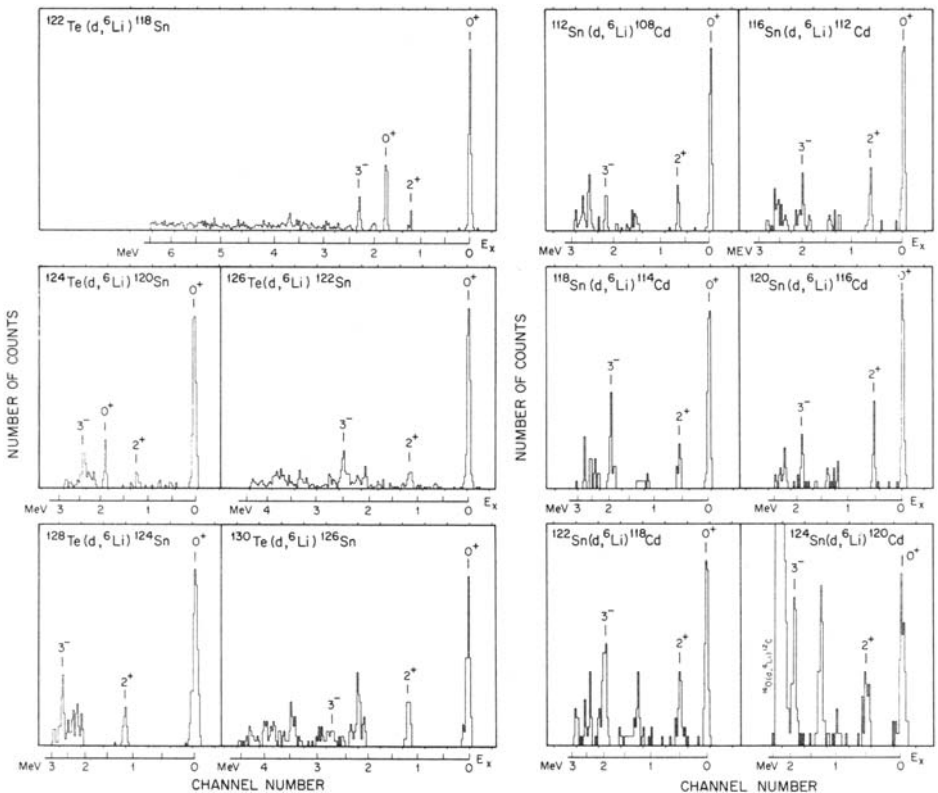 ¹²²Te(d,⁶Li)¹¹⁸Sn
0⁺
0⁺
3⁻
2⁺
MeV 6 5 4 3 2 1 0 Eₓ
¹²⁴Te(d,⁶Li)¹²⁰Sn
0⁺
0⁺
3⁻
2⁺
MeV 3 2 1 0
¹²⁶Te(d,⁶Li)¹²²Sn
0⁺
3⁻
2⁺
MeV 4 3 2 1 0 Eₓ
¹²⁸Te(d,⁶Li)¹²⁴Sn
0⁺
3⁻
2⁺
MeV 3 2 1 0
¹³⁰Te(d,⁶Li)¹²⁶Sn
0⁺
2⁺
3⁻
MeV 4 3 2 1 0 Eₓ
NUMBER OF COUNTS
CHANNEL NUMBER
¹¹²Sn(d,⁶Li)¹⁰⁸Cd
0⁺
2⁺
3⁻
MeV 3 2 1 0
¹¹⁶Sn(d,⁶Li)¹¹²Cd
0⁺
2⁺
3⁻
MEV 3 2 1 0 Eₓ
¹¹⁸Sn(d,⁶Li)¹¹⁴Cd
0⁺
3⁻
2⁺
MeV 3 2 1 0
¹²⁰Sn(d,⁶Li)¹¹⁶Cd
0⁺
2⁺
3⁻
MeV 3 2 1 0 Eₓ
¹²²Sn(d,⁶Li)¹¹⁸Cd
0⁺
3⁻
2⁺
MeV 3 2 1 0
¹²⁴Sn(d,⁶Li)¹²⁰Cd
0⁺
3⁻
2⁺
¹⁶O(d,⁶Li)¹²C
MeV 2 1 0 Eₓ
NUMBER OF COUNTS
CHANNEL NUMBER